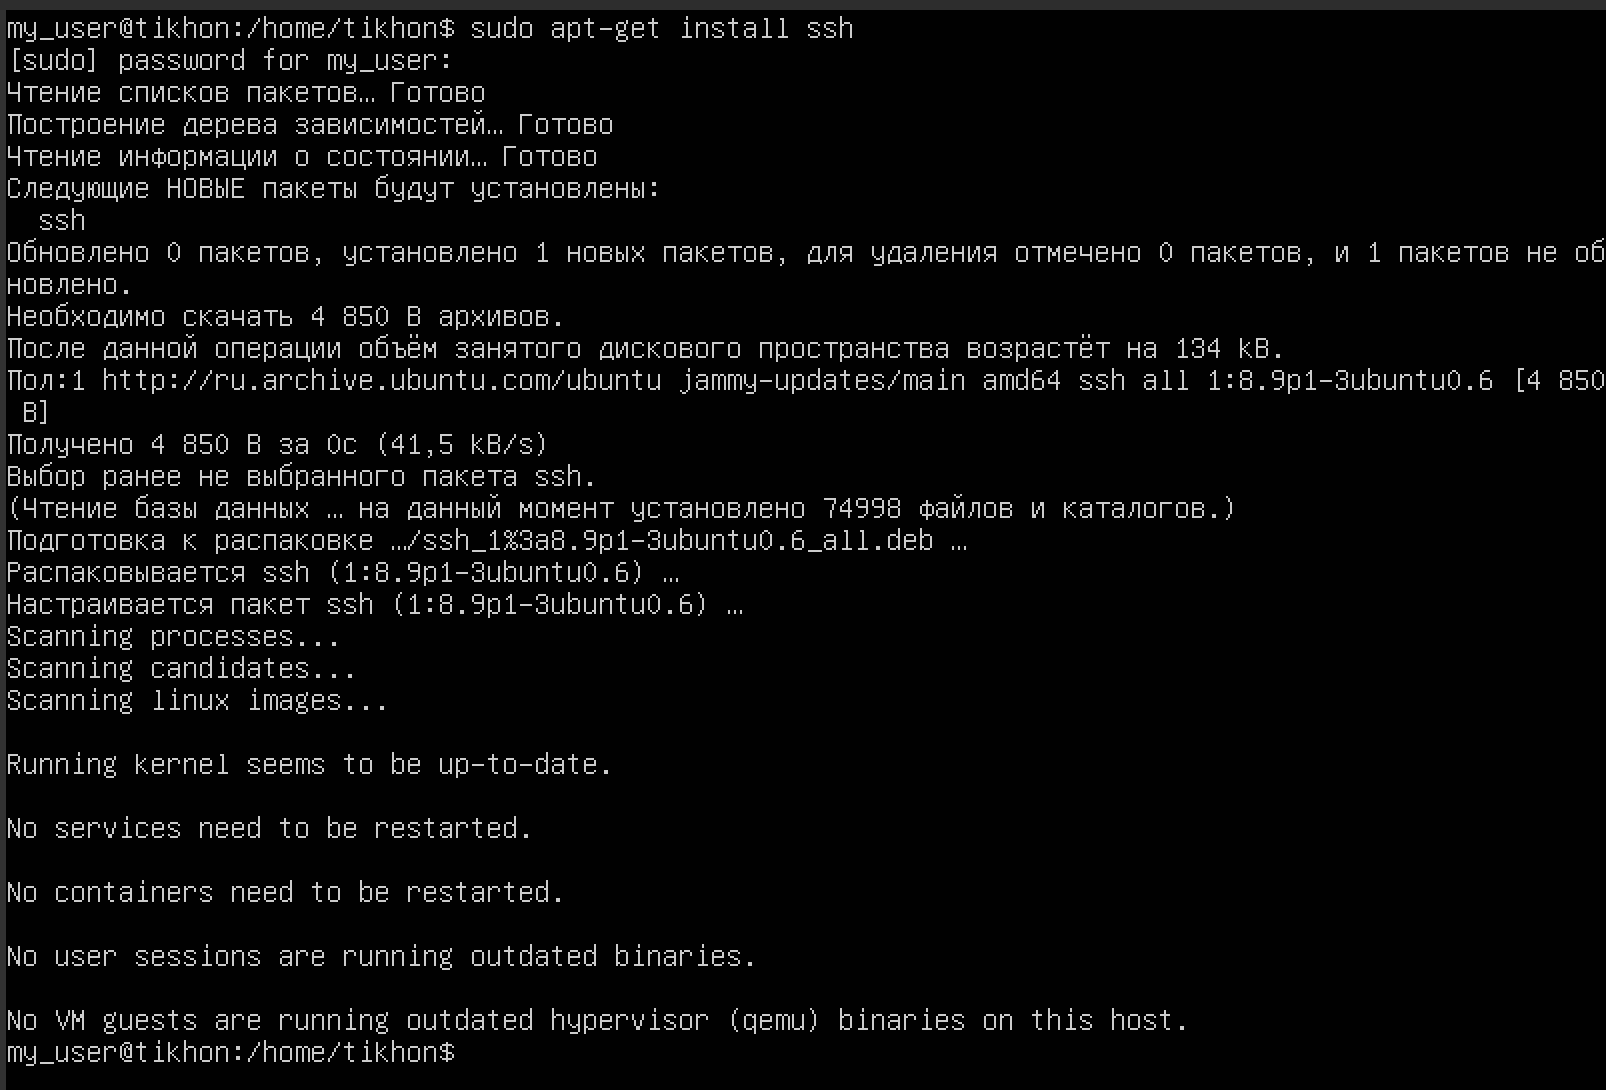 my_user@tikhon:/home/tikhon$ sudo apt-get install ssh
[sudo] password for my_user:
Чтение списков пакетов… Готово
Построение дерева зависимостей… Готово
Чтение информации о состоянии… Готово
Следующие НОВЫЕ пакеты будут установлены:
  ssh
Обновлено 0 пакетов, установлено 1 новых пакетов, для удаления отмечено 0 пакетов, и 1 пакетов не об
новлено.
Необходимо скачать 4 850 B архивов.
После данной операции объём занятого дискового пространства возрастёт на 134 kB.
Пол:1 http://ru.archive.ubuntu.com/ubuntu jammy-updates/main amd64 ssh all 1:8.9p1-3ubuntu0.6 [4 850
 B]
Получено 4 850 B за 0с (41,5 kB/s)
Выбор ранее не выбранного пакета ssh.
(Чтение базы данных … на данный момент установлено 74998 файлов и каталогов.)
Подготовка к распаковке …/ssh_1%3a8.9p1-3ubuntu0.6_all.deb …
Распаковывается ssh (1:8.9p1-3ubuntu0.6) …
Настраивается пакет ssh (1:8.9p1-3ubuntu0.6) …
Scanning processes...
Scanning candidates...
Scanning linux images...
Running kernel seems to be up-to-date.
No services need to be restarted.
No containers need to be restarted.
No user sessions are running outdated binaries.
No VM guests are running outdated hypervisor (qemu) binaries on this host.
my_user@tikhon:/home/tikhon$